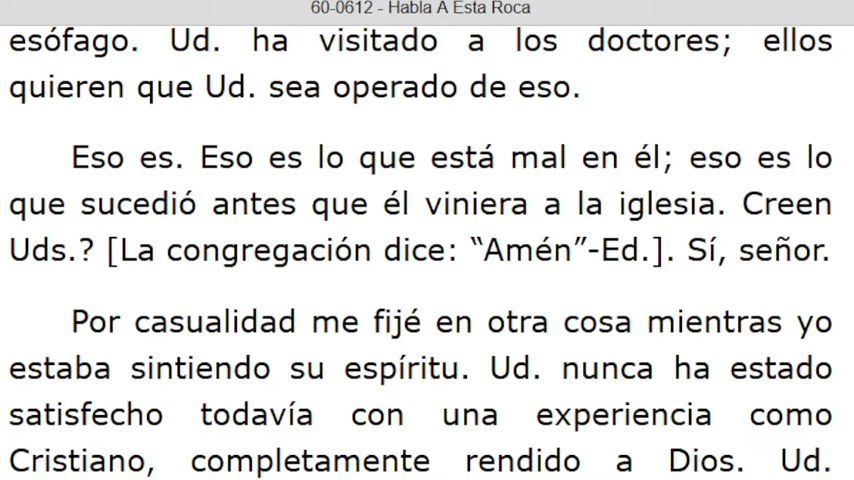 60-0612 - Habla A Esta Roca
esófago. Ud. ha visitado a los doctores; ellos
quieren que Ud. sea operado de eso.
Eso es. Eso es lo que está mal en él; eso es lo
que sucedió antes que él viniera a la iglesia. Creen
Uds.? [La congregación dice: “Amén”-Ed.]. Sí, señor.
Por casualidad me fijé en otra cosa mientras yo
estaba sintiendo su espíritu. Ud. nunca ha estado
satisfecho todavía con una experiencia como
Cristiano, completamente rendido a Dios. Ud.